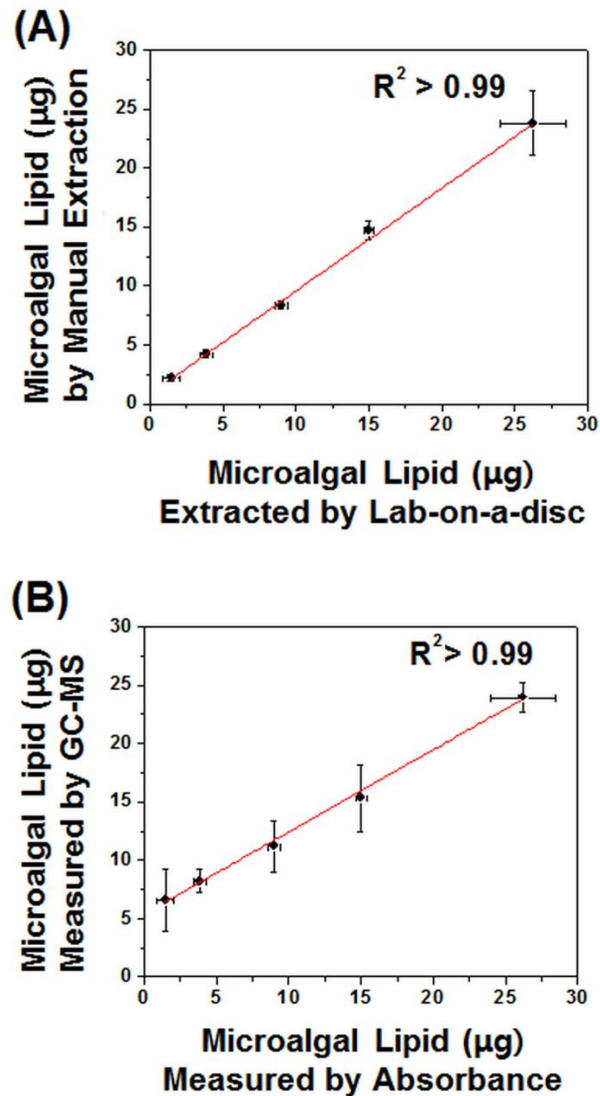 (A)
Microalgal Lipid (μg)
by Manual Extraction
30
25
20
15
10
5
0
R² > 0.99
0 5 10 15 20 25 30
Microalgal Lipid (μg)
Extracted by Lab-on-a-disc
(B)
Microalgal Lipid (μg)
Measured by GC-MS
30
25
20
15
10
5
0
R² > 0.99
0 5 10 15 20 25 30
Microalgal Lipid (μg)
Measured by Absorbance